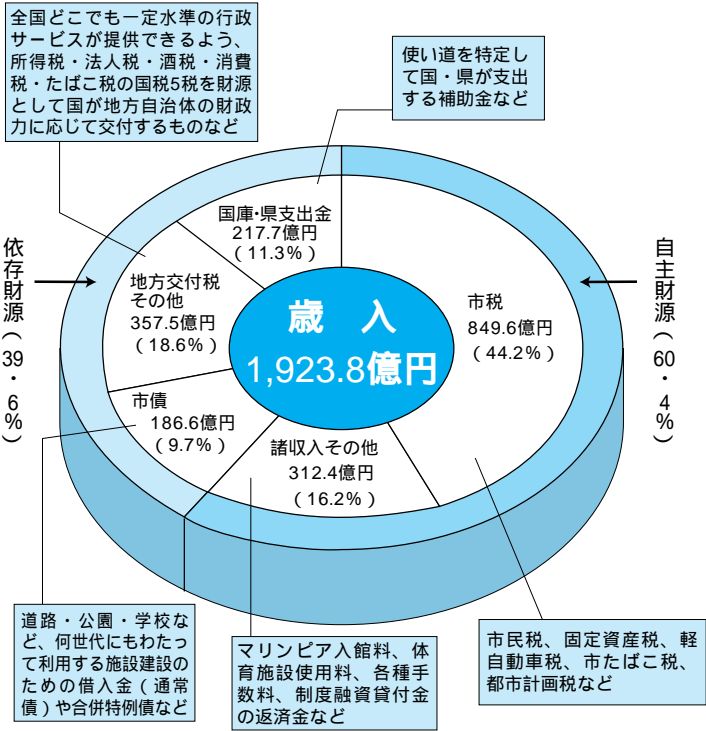 全国どこでも一定水準の行政
サービスが提供できるよう、
所得税・法人税・酒税・消費
税・たばこ税の国税5税を財源
として国が地方自治体の財政
力に応じて交付するものなど
使い道を特定し
て国・県が支出
する補助金など
国庫・県支出金
217.7億円
（11.3％）
地方交付税
その他
357.5億円
（18.6％）
依存財源（39・6％）
歳　入
1,923.8億円
市税
849.6億円
（44.2％）
自主財源（60・4％）
市債
186.6億円
（9.7％）
諸収入その他
312.4億円
（16.2％）
道路・公園・学校な
ど、何世代にもわたっ
て利用する施設建設の
ための借入金（通常
債）や合併特例債など
マリンピア入館料、体
育施設使用料、各種手
数料、制度融資貸付金
の返済金など
市民税、固定資産税、軽
自動車税、市たばこ税、
都市計画税など